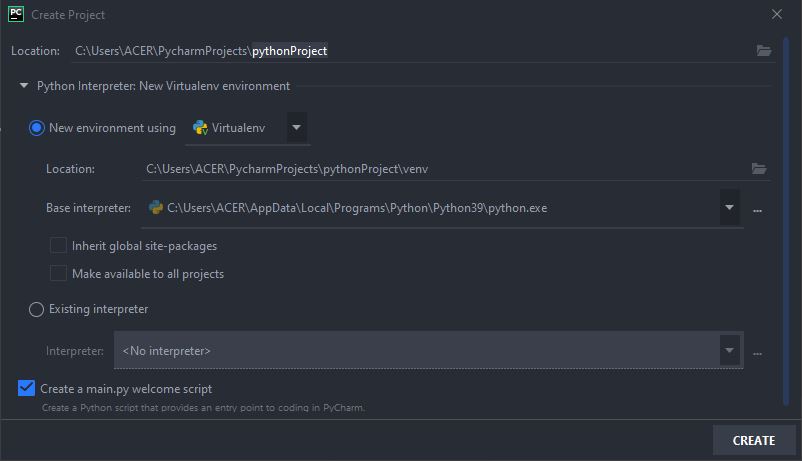 PC Create Project
Location: C:\Users\ACER\PycharmProjects\pythonProject
Python Interpreter: New Virtualenv environment
New environment using Virtualenv
Location: C:\Users\ACER\PycharmProjects\pythonProject\venv
Base interpreter: C:\Users\ACER\AppData\Local\Programs\Python\Python39\python.exe ...
Inherit global site-packages
Make available to all projects
Existing interpreter
Interpreter: <No interpreter> ...
Create a main.py welcome script
Create a Python script that provides an entry point to coding in PyCharm.
CREATE